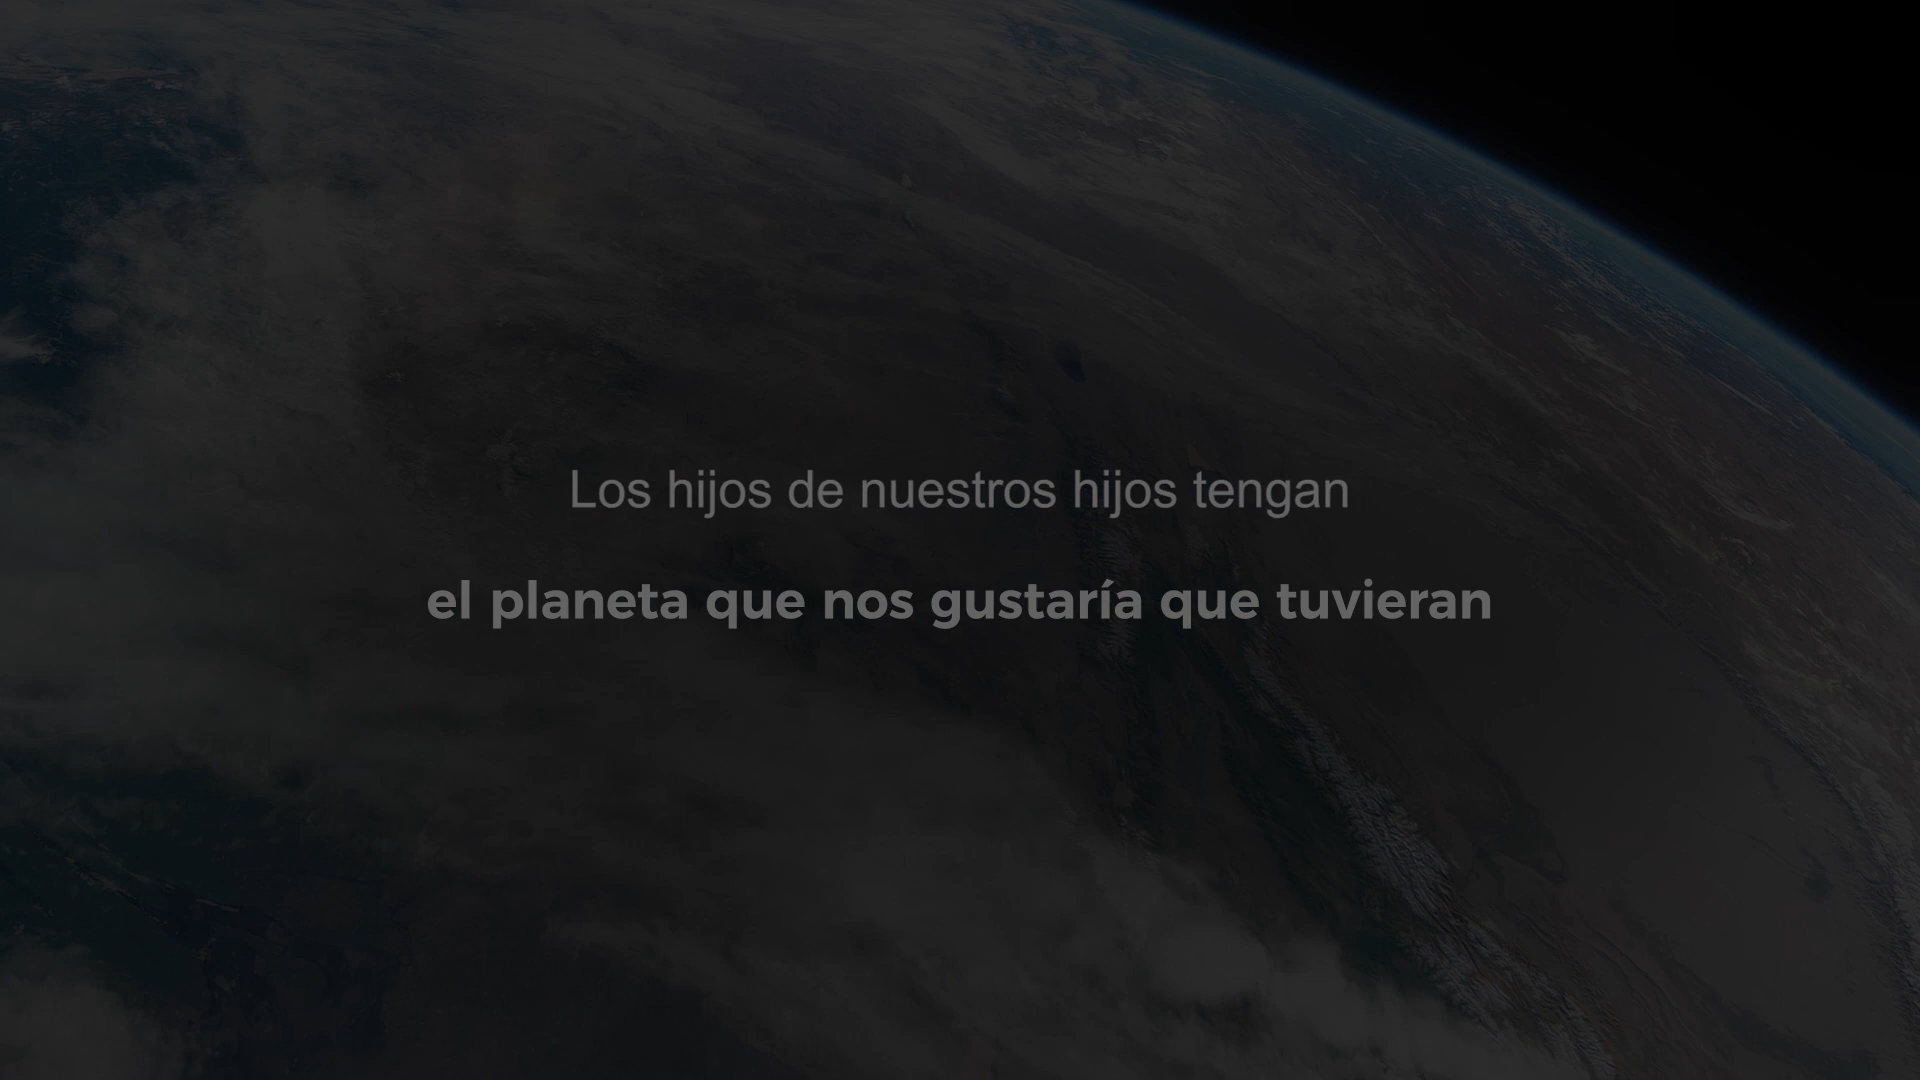 Los hijos de nuestros hijos tengan
el planeta que nos gustaría que tuvieran